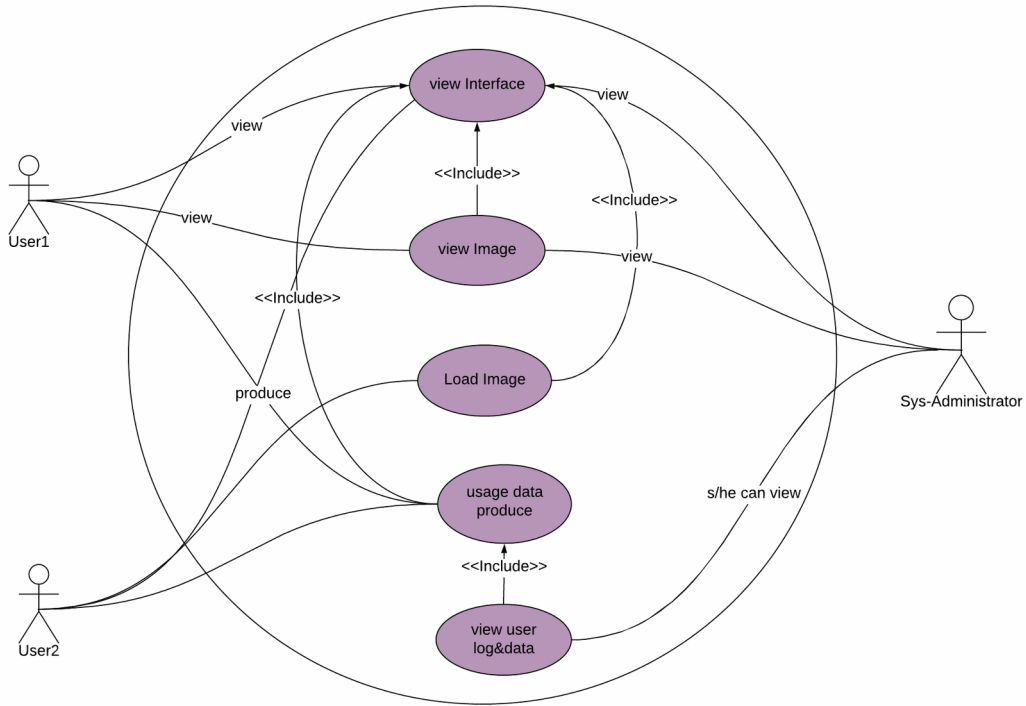 view Interface
view
view
<<Include>>
<<Include>>
User1
view
view Image
view
<<Include>>
Load Image
produce
Sys-Administrator
usage data
produce
s/he can view
<<Include>>
view user
log&data
User2